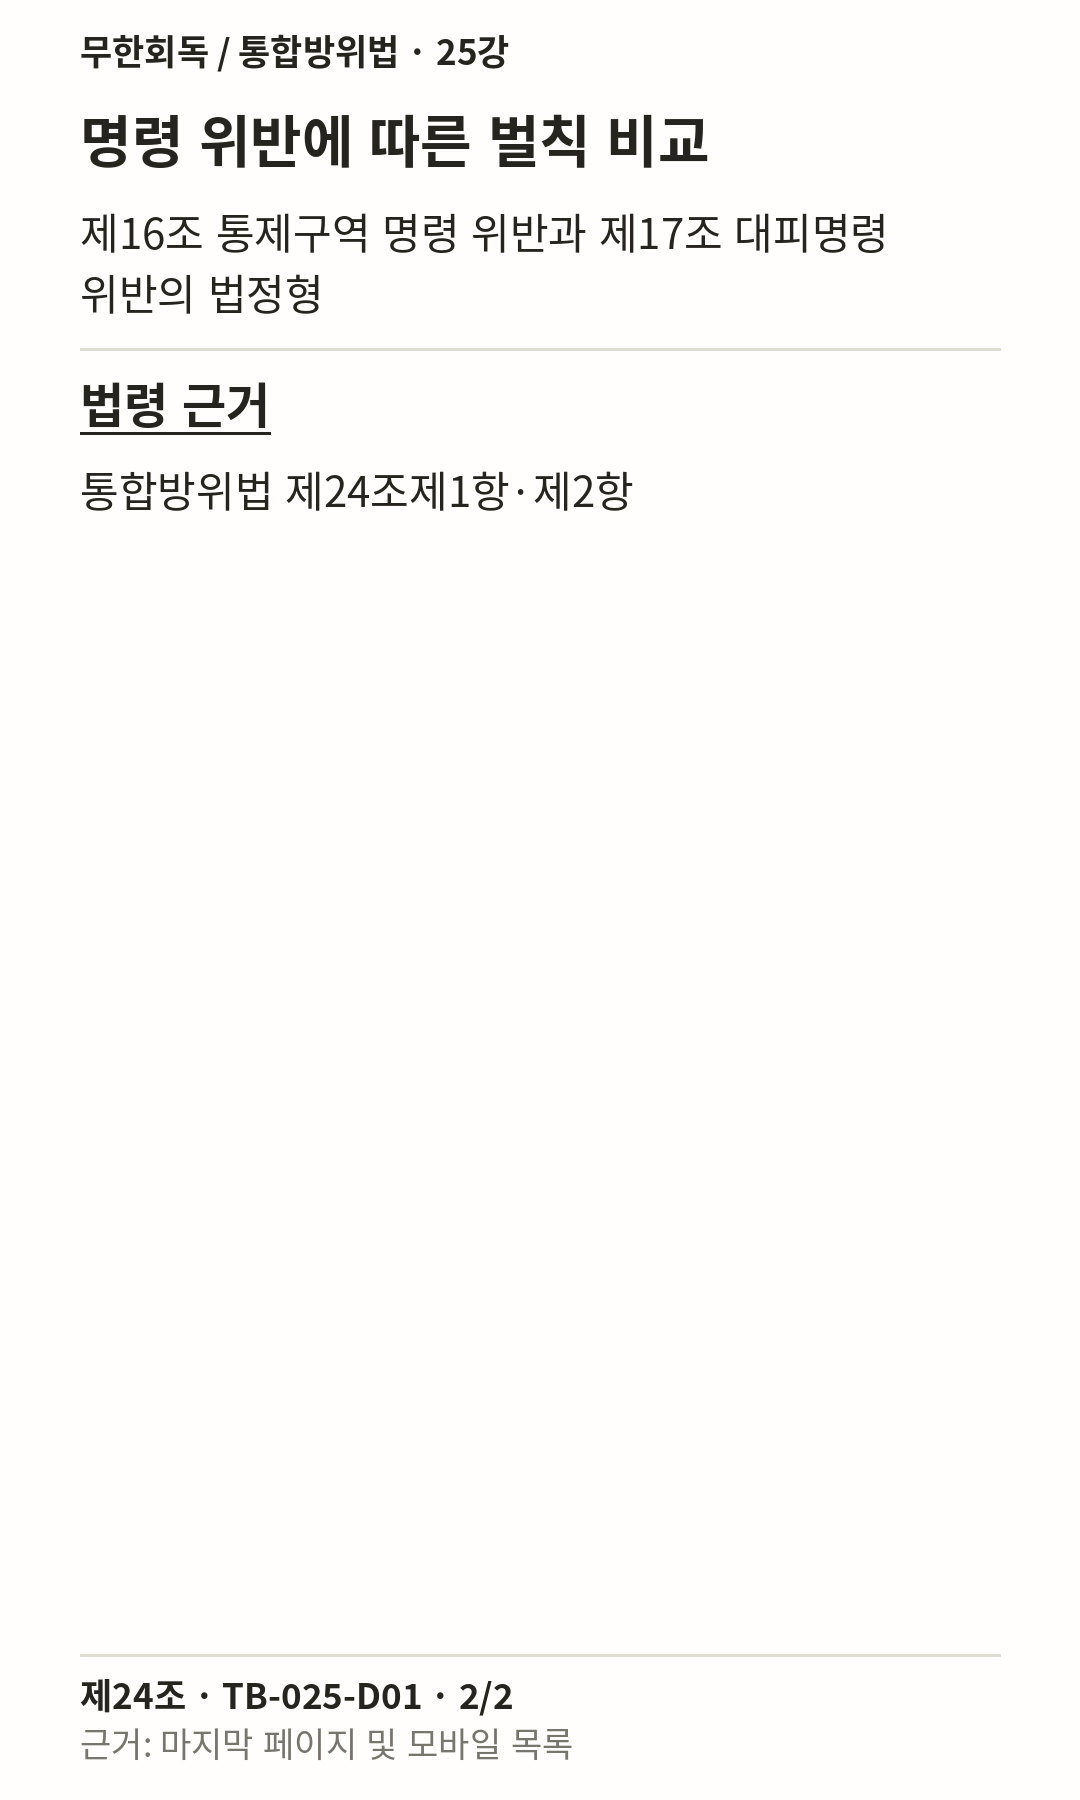 무한회독 / 통합방위법 · 25강
명령 위반에 따른 벌칙 비교
제16조 통제구역 명령 위반과 제17조 대피명령
위반의 법정형
법령 근거
통합방위법 제24조제1항·제2항
제24조 · TB-025-D01 · 2/2
근거: 마지막 페이지 및 모바일 목록